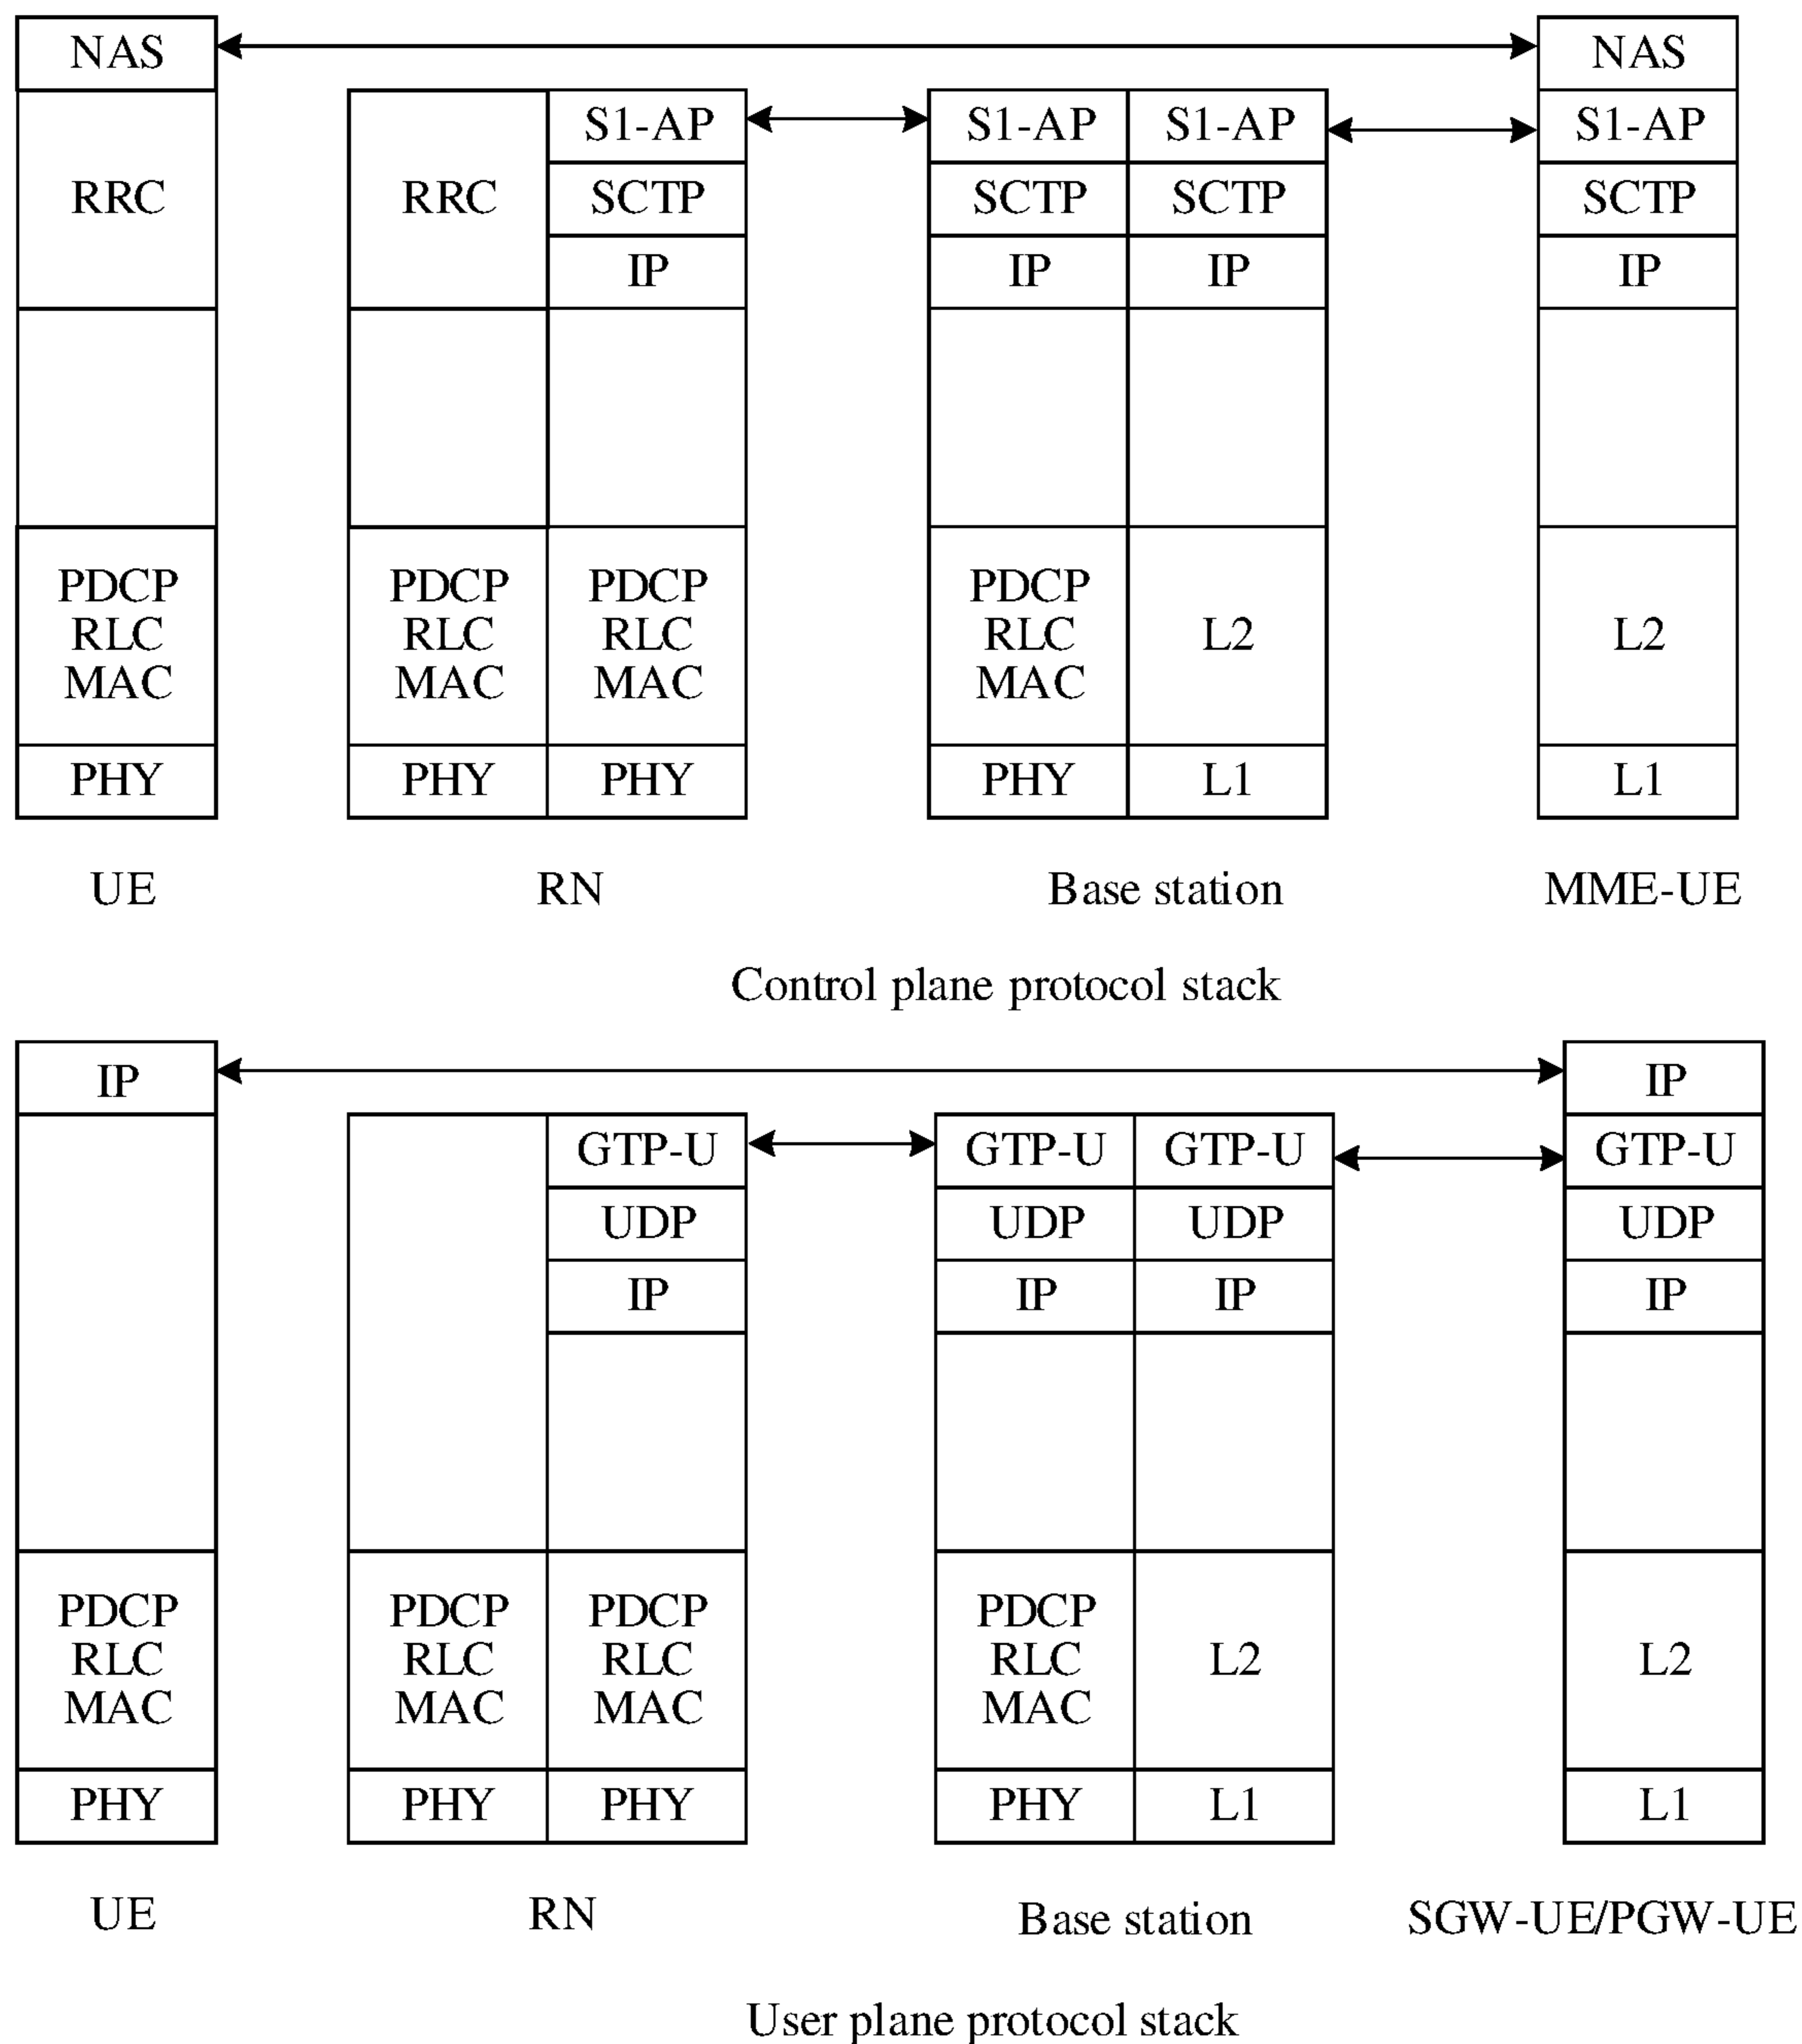 NAS NAS
S1-AP S1-AP S1-AP S1-AP
RRC RRC SCTP SCTP SCTP SCTP
IP IP IP IP
PDCP PDCP PDCP PDCP
RLC RLC RLC RLC L2 L2
MAC MAC MAC MAC
PHY PHY PHY PHY L1 L1
UE RN Base station MME-UE
Control plane protocol stack
IP IP
GTP-U GTP-U GTP-U GTP-U
UDP UDP UDP UDP
IP IP IP IP
PDCP PDCP PDCP PDCP
RLC RLC RLC RLC L2 L2
MAC MAC MAC MAC
PHY PHY PHY PHY L1 L1
UE RN Base station SGW-UE/PGW-UE
User plane protocol stack